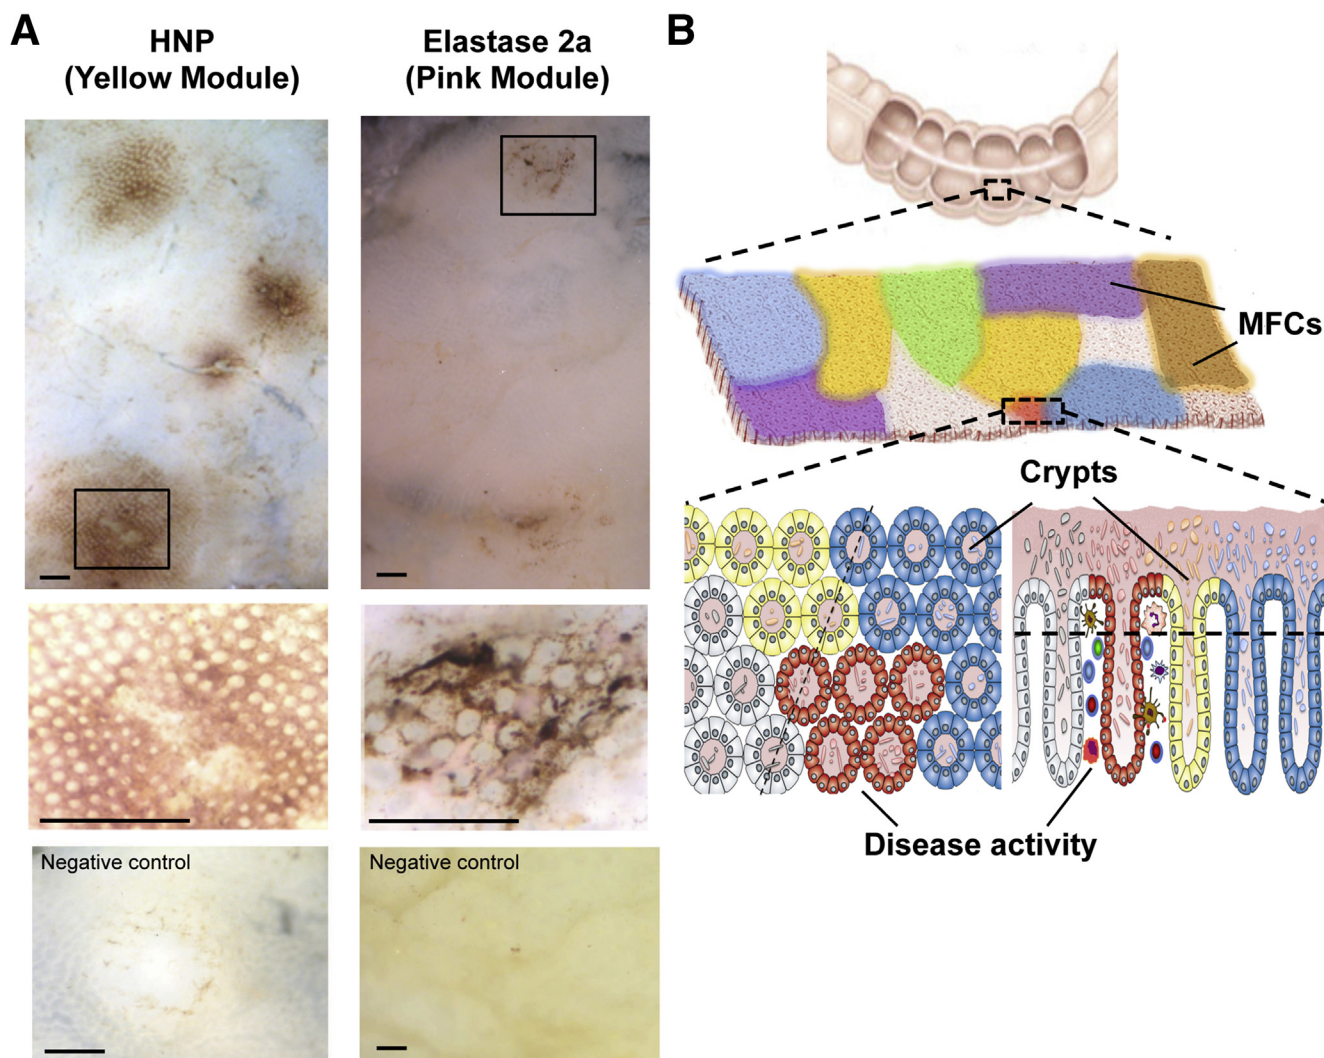 A
HNP
(Yellow Module)
Elastase 2a
(Pink Module)
Negative control
Negative control
B
MFCs
Crypts
Disease activity